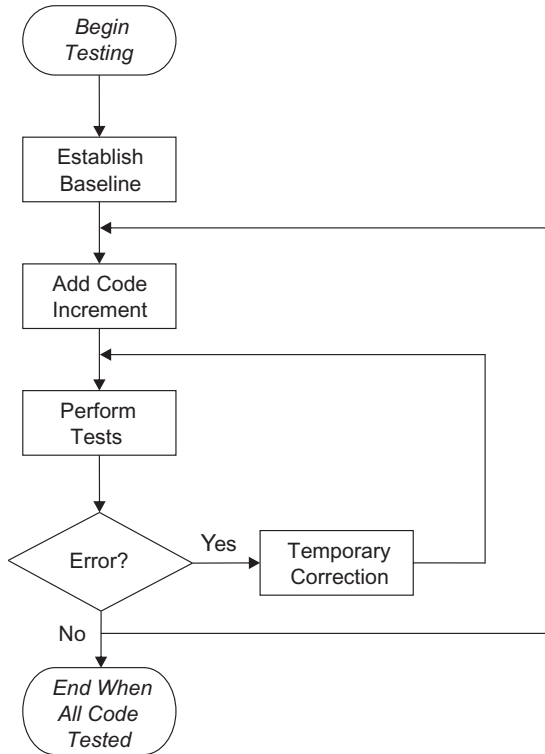 Begin
Testing
Establish
Baseline
Add Code
Increment
Perform
Tests
Error?
Yes
Temporary
Correction
No
End When
All Code
Tested